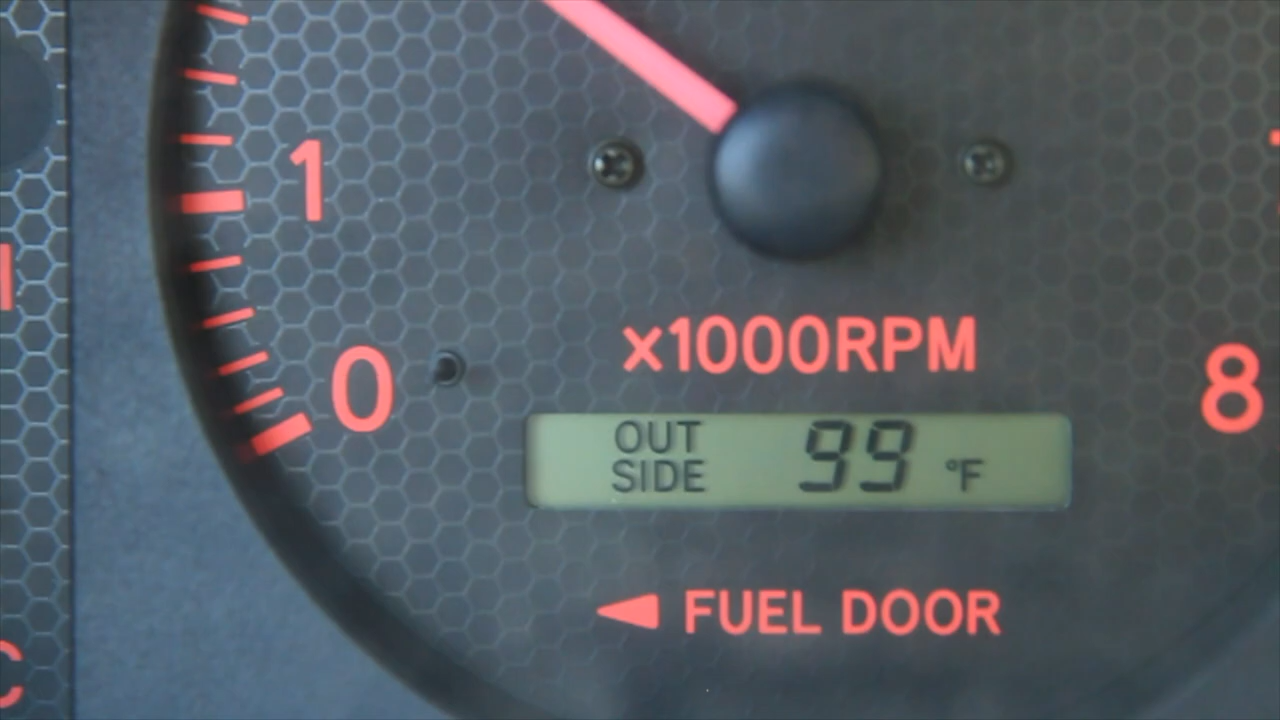 1
0
x1000RPM
8
OUT
SIDE
99 °F
◀ FUEL DOOR